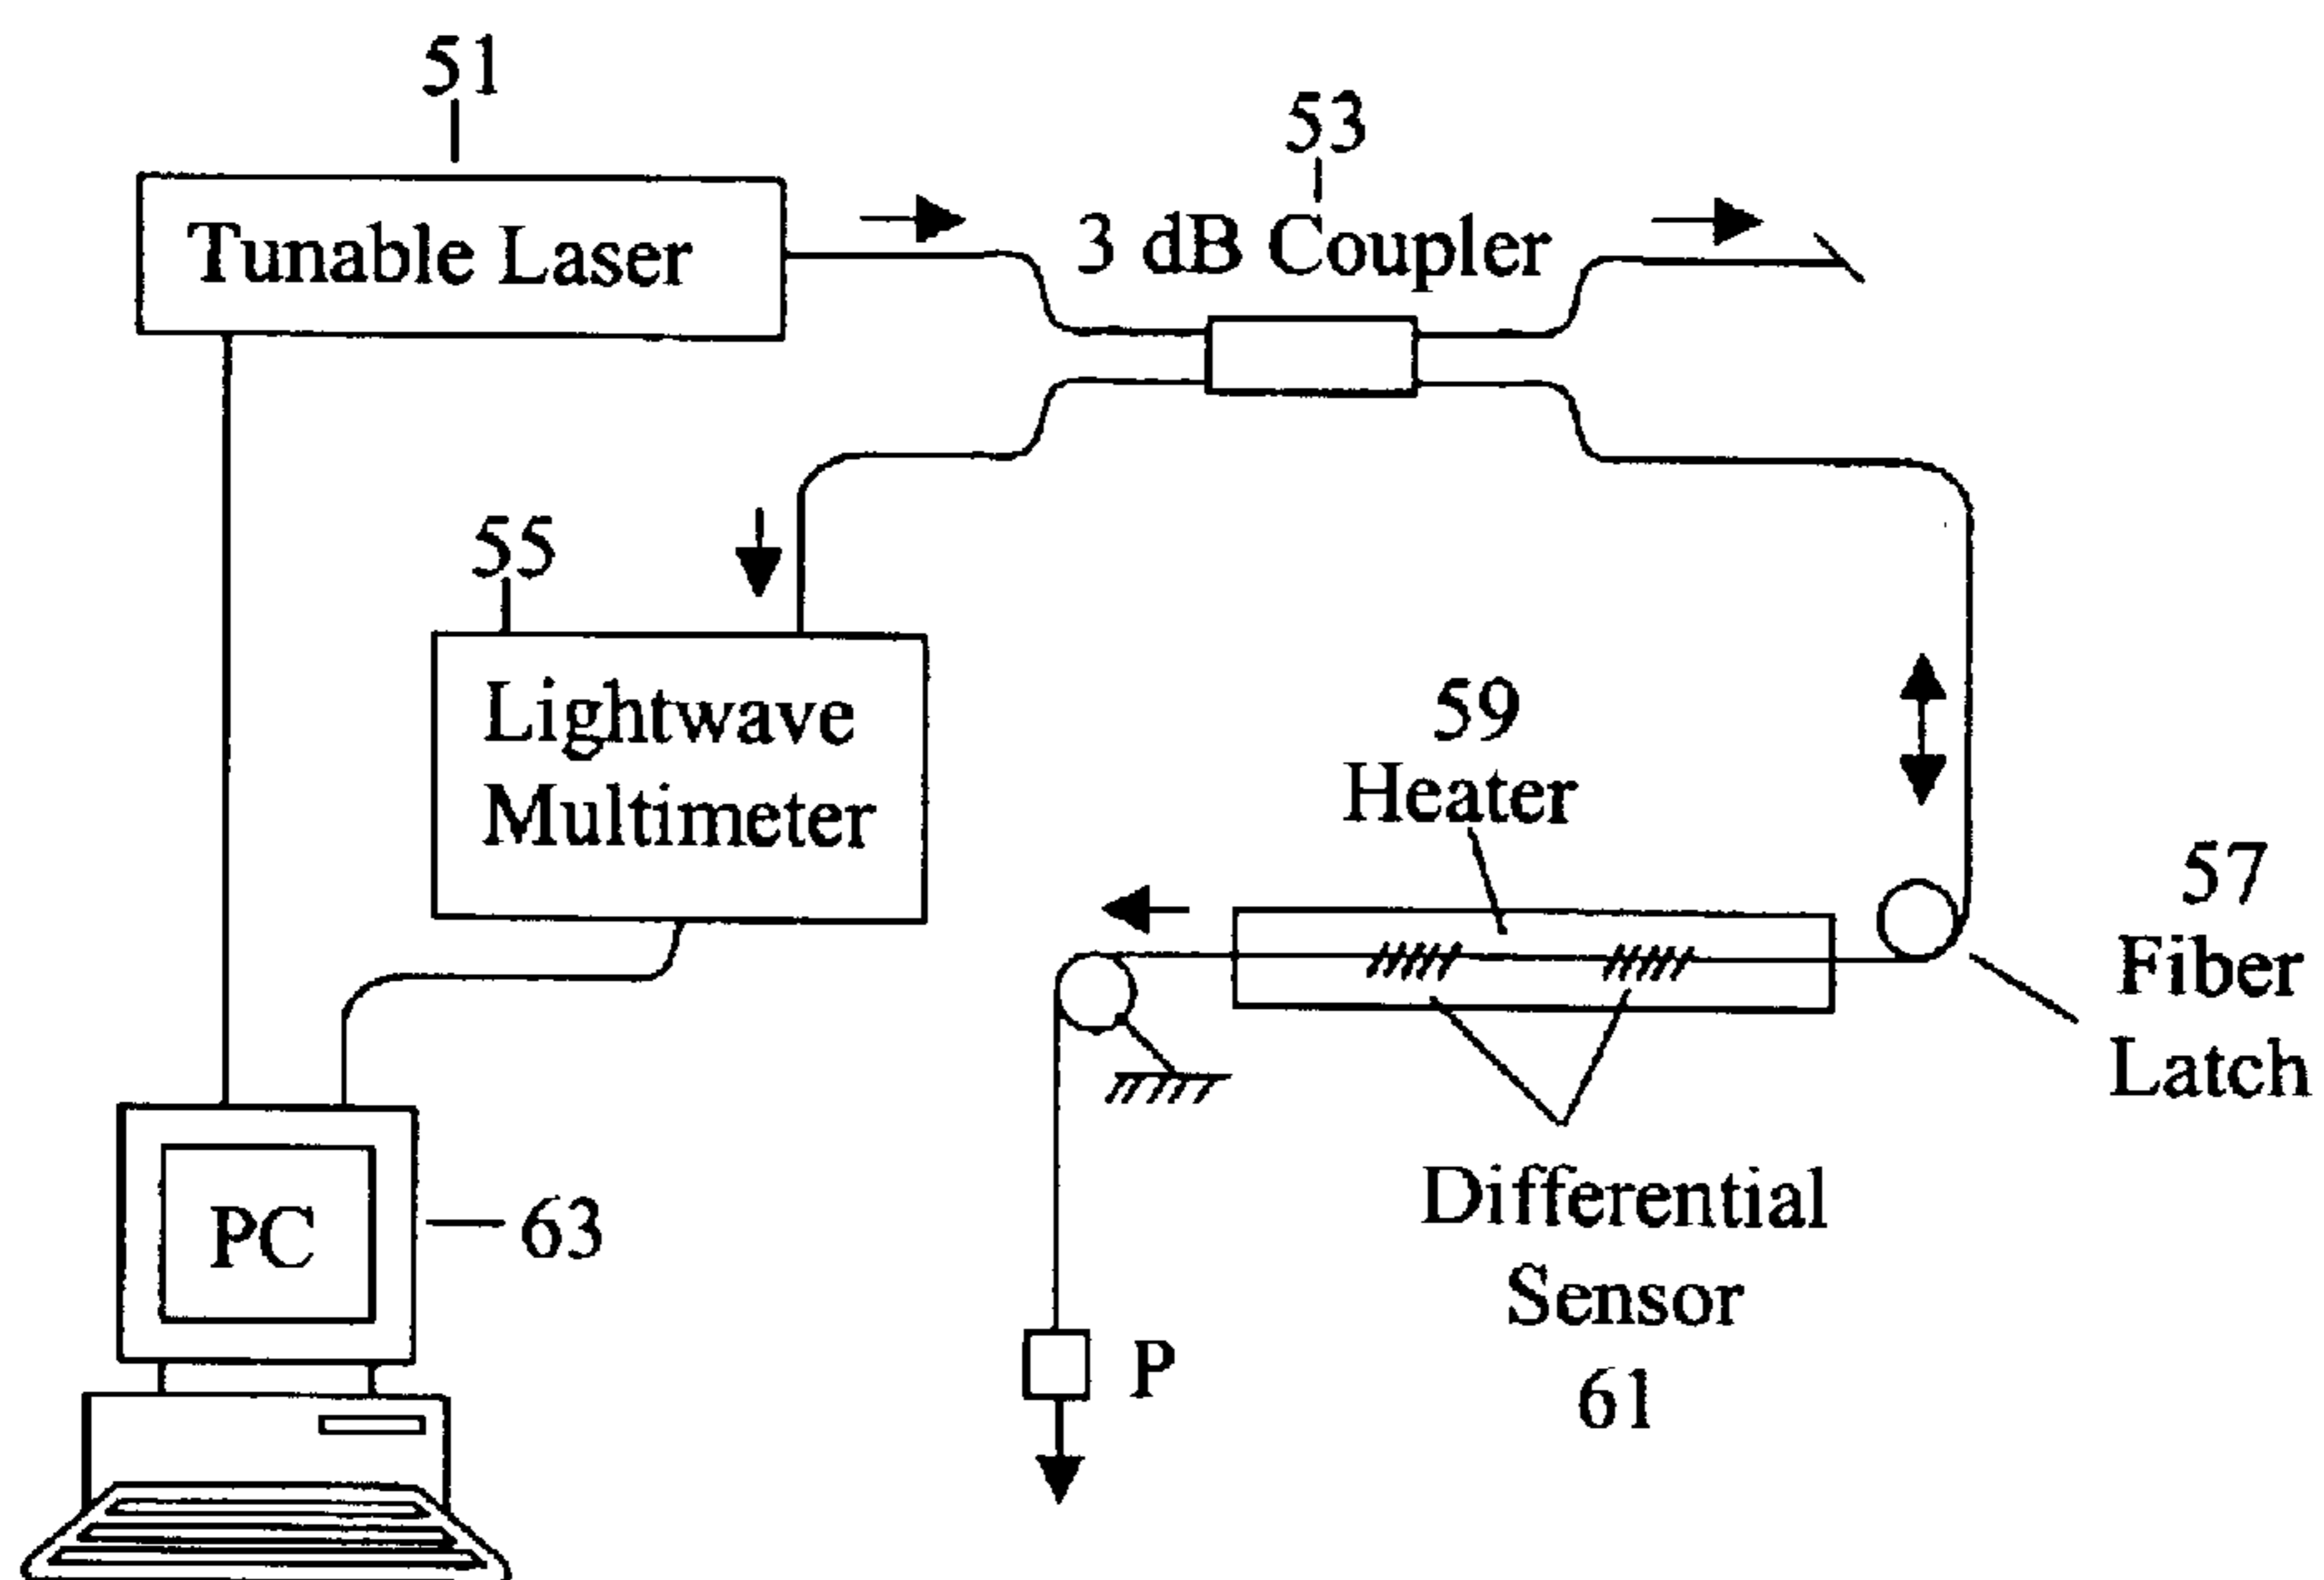 51
Tunable Laser
53
3 dB Coupler
55
Lightwave
Multimeter
59
Heater
57
Fiber
Latch
Differential
Sensor
61
PC
63
P